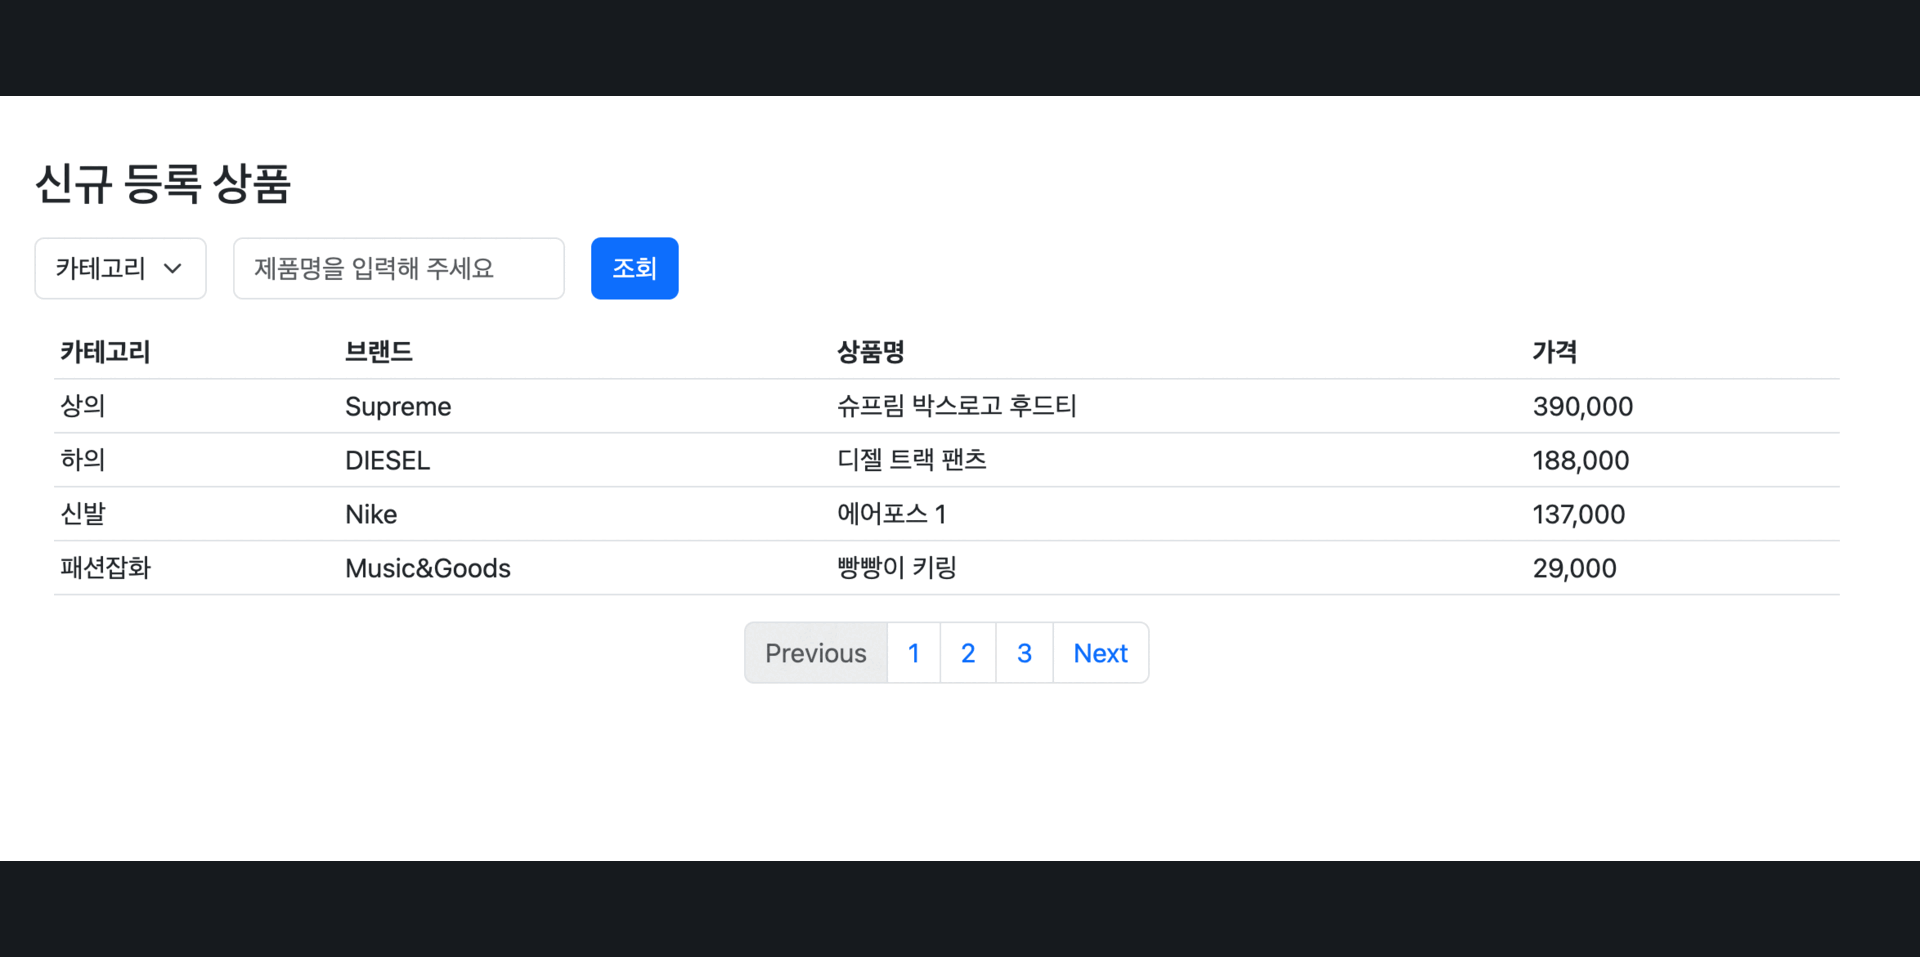 신규 등록 상품
카테고리 제품명을 입력해 주세요 조회
카테고리 브랜드 상품명 가격
상의 Supreme 슈프림 박스로고 후드티 390,000
하의 DIESEL 디젤 트랙 팬츠 188,000
신발 Nike 에어포스 1 137,000
패션잡화 Music&Goods 빵빵이 키링 29,000
Previous 1 2 3 Next